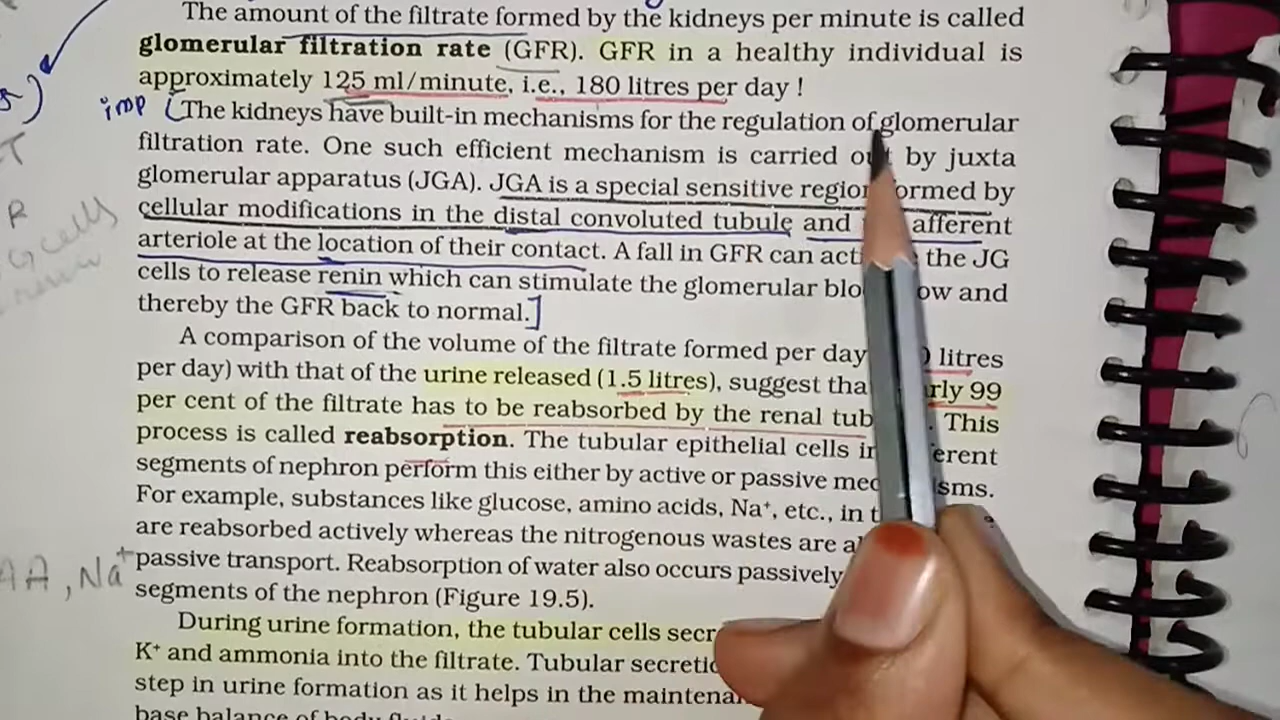 The amount of the filtrate formed by the kidneys per minute is called
glomerular filtration rate (GFR). GFR in a healthy individual is
approximately 125 ml/minute, i.e., 180 litres per day !
imp [The kidneys have built-in mechanisms for the regulation of glomerular
filtration rate. One such efficient mechanism is carried out by juxta
glomerular apparatus (JGA). JGA is a special sensitive region formed by
cellular modifications in the distal convoluted tubule and afferent
arteriole at the location of their contact. A fall in GFR can the JG
cells to release renin which can stimulate the glomerular and
thereby the GFR back to normal.]
A comparison of the volume of the filtrate formed per day litres
per day) with that of the urine released (1.5 litres), suggest 99
per cent of the filtrate has to be reabsorbed by the renal This
process is called reabsorption. The tubular epithelial cells
segments of nephron perform this either by active or passive
For example, substances like glucose, amino acids, Na⁺, etc., in
are reabsorbed actively whereas the nitrogenous wastes are
AA, Na⁺ passive transport. Reabsorption of water also occurs passively
segments of the nephron (Figure 19.5).
During urine formation, the tubular cells
K⁺ and ammonia into the filtrate. Tubular
step in urine formation as it helps in the
base balance of body